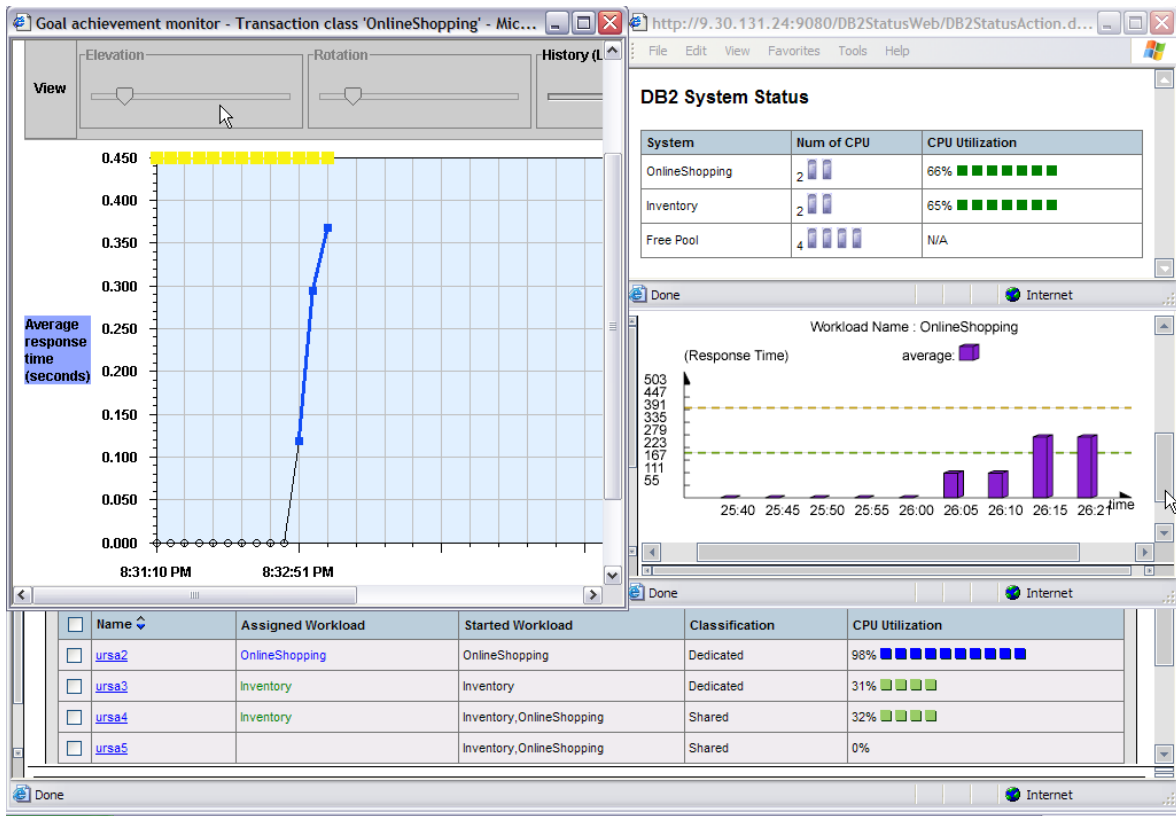 Goal achievement monitor - Transaction class 'OnlineShopping' - Mic...
View
Elevation
Rotation
History (L
0.450
0.400
0.350
0.300
Average
response
time
(seconds)
0.250
0.200
0.150
0.100
0.050
0.000
8:31:10 PM 8:32:51 PM
http://9.30.131.24:9080/DB2StatusWeb/DB2StatusAction.d...
File Edit View Favorites Tools Help
DB2 System Status
System Num of CPU CPU Utilization
OnlineShopping 2 66%
Inventory 2 65%
Free Pool 4 N/A
Done Internet
Workload Name : OnlineShopping
(Response Time) average:
503
447
391
335
279
223
167
111
55
25:40 25:45 25:50 25:55 26:00 26:05 26:10 26:15 26:21 time
Done Internet
Name Assigned Workload Started Workload Classification CPU Utilization
ursa2 OnlineShopping OnlineShopping Dedicated 98%
ursa3 Inventory Inventory Dedicated 31%
ursa4 Inventory Inventory,OnlineShopping Shared 32%
ursa5 Inventory,OnlineShopping Shared 0%
Done Internet